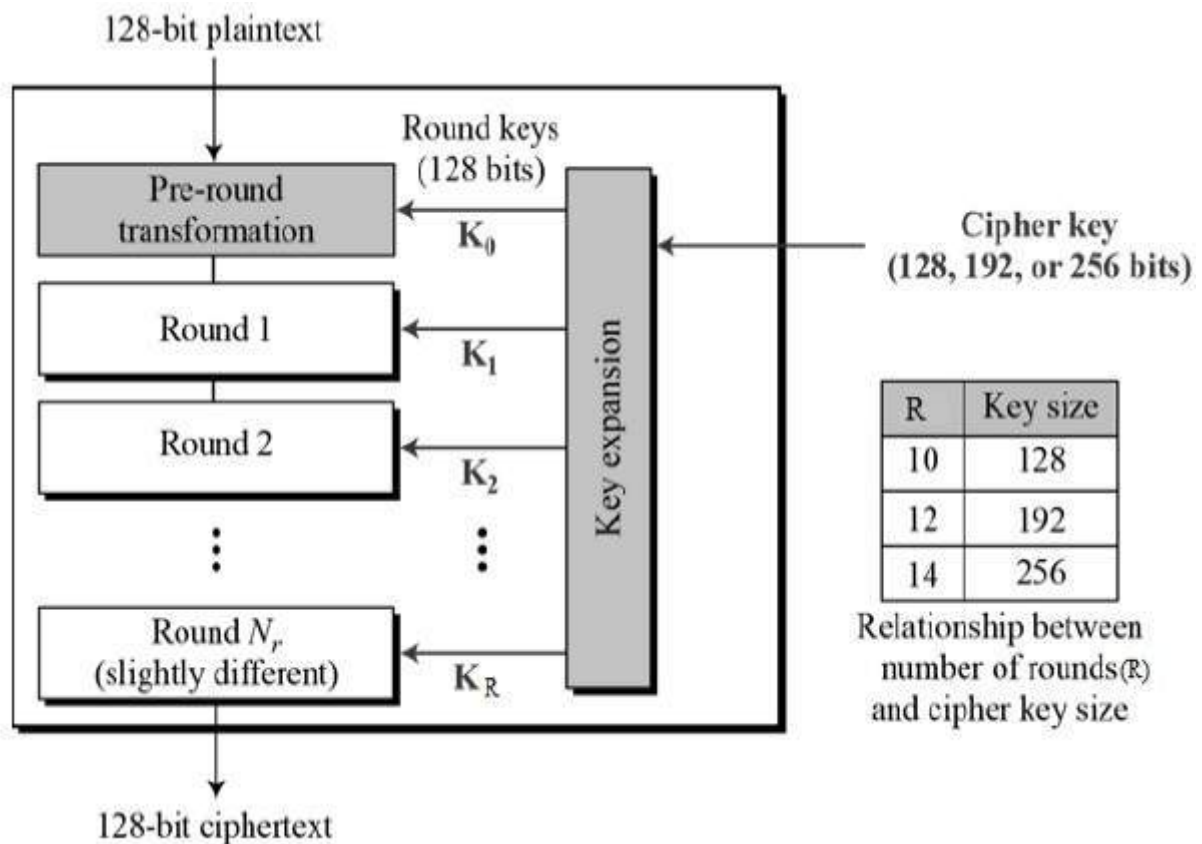 128-bit plaintext
Round keys
(128 bits)
Pre-round
transformation
K0
Cipher key
(128, 192, or 256 bits)
Round 1
K1
Key expansion
Round 2
K2
R Key size
10 128
12 192
14 256
Relationship between
number of rounds(R)
and cipher key size
Round Nr
(slightly different)
KR
128-bit ciphertext